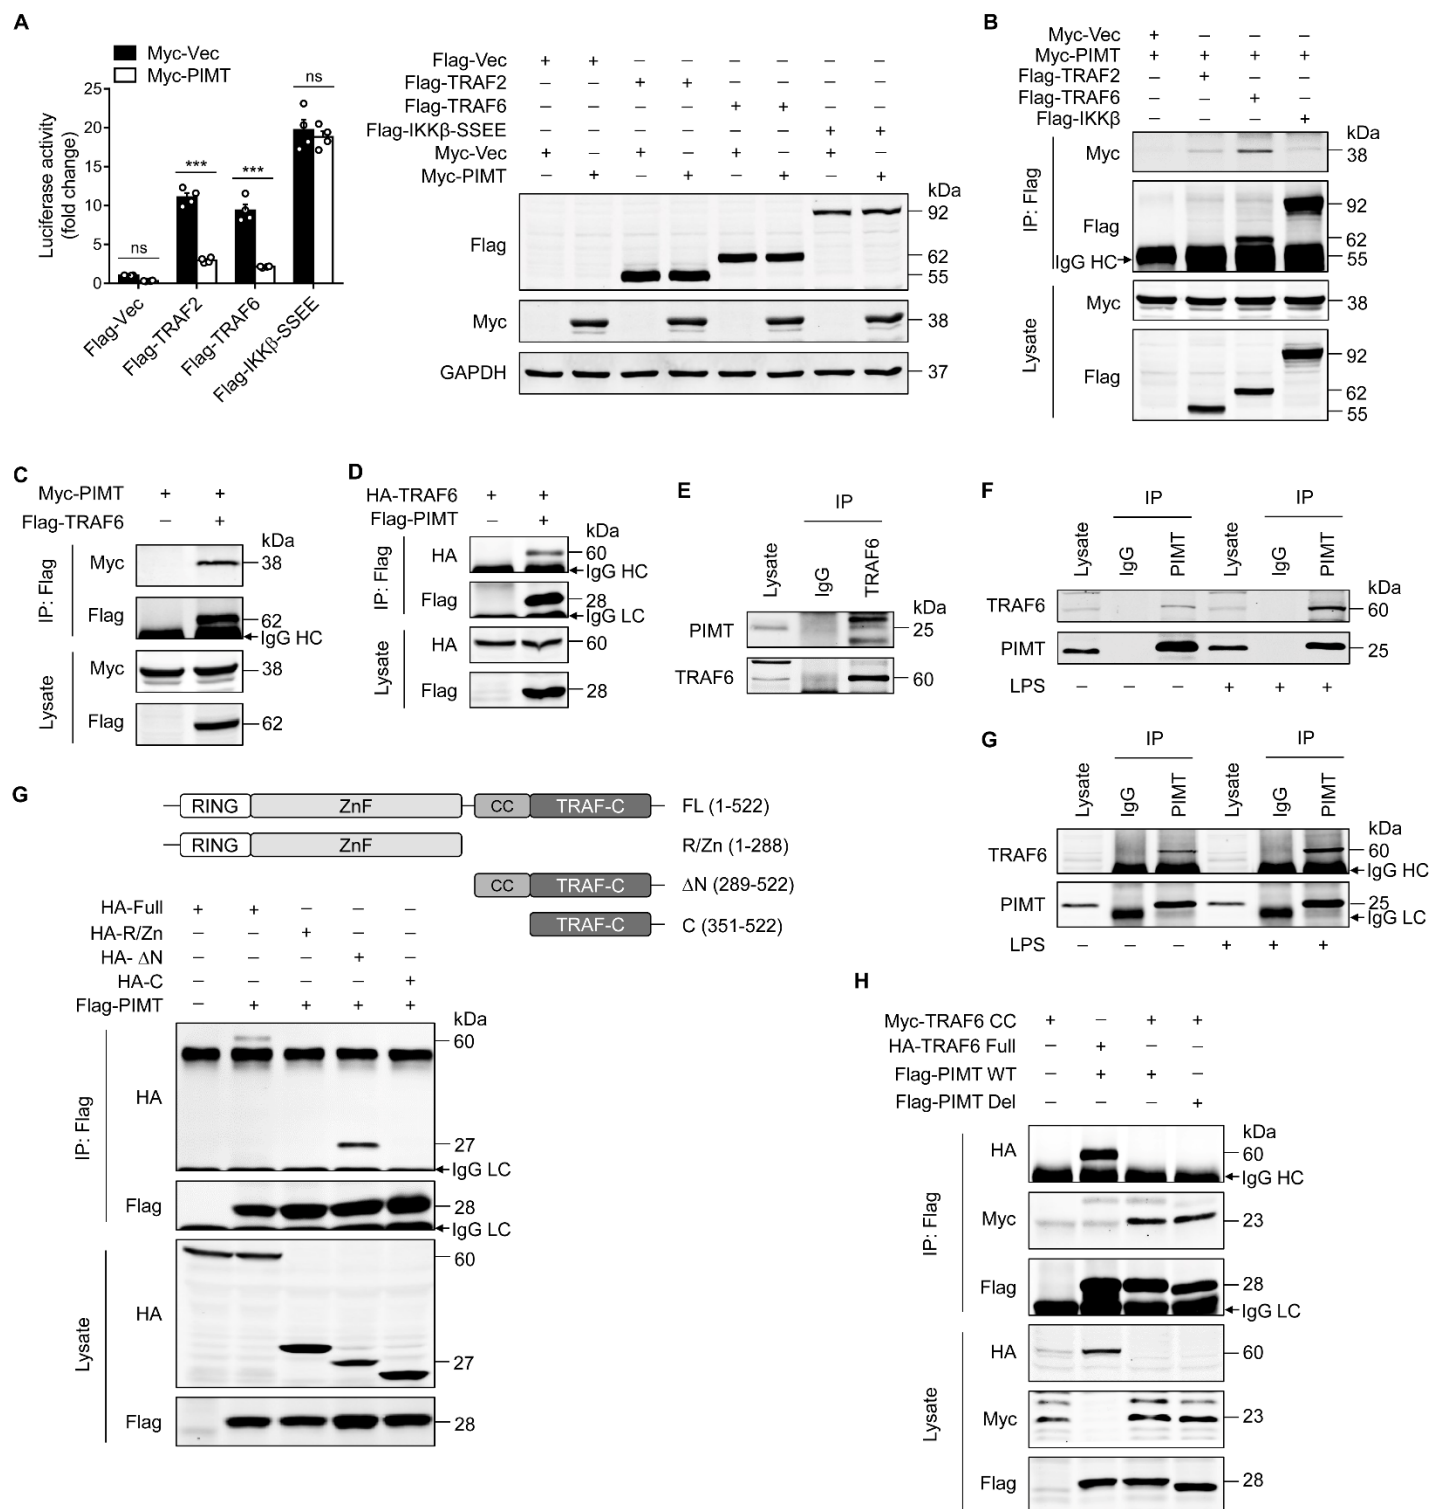 A
Myc-Vec
Myc-PIMT
Luciferase activity
(fold change)
25
20
15
10
5
0
ns
***
***
ns
Flag-Vec
Flag-TRAF2
Flag-TRAF6
Flag-IKKβ-SSEE
Flag-Vec + + – – – – – –
Flag-TRAF2 – – + + – – – –
Flag-TRAF6 – – – – + + – –
Flag-IKKβ-SSEE – – – – – – + +
Myc-Vec + – + – + – + –
Myc-PIMT – + – + – + – +
kDa
Flag 92
62
55
Myc 38
GAPDH 37
B
Myc-Vec + – – –
Myc-PIMT + + + +
Flag-TRAF2 – + – –
Flag-TRAF6 – – + –
Flag-IKKβ – – – +
kDa
IP: Flag
Myc 38
Flag 92
62
IgG HC 55
Lysate
Myc 38
Flag 92
62
55
C
Myc-PIMT + +
Flag-TRAF6 – +
kDa
IP: Flag
Myc 38
Flag 62
IgG HC
Lysate
Myc 38
Flag 62
D
HA-TRAF6 + +
Flag-PIMT – +
kDa
IP: Flag
HA 60
IgG HC
Flag 28
IgG LC
Lysate
HA 60
Flag 28
E
IP
Lysate IgG TRAF6
kDa
PIMT 25
TRAF6 60
F
IP IP
Lysate IgG PIMT Lysate IgG PIMT
kDa
TRAF6 60
PIMT 25
LPS – – – + + +
G
IP IP
Lysate IgG PIMT Lysate IgG PIMT
kDa
TRAF6 60
IgG HC
PIMT 25
IgG LC
LPS – – – + + +
G
RING ZnF CC TRAF-C FL (1-522)
RING ZnF R/Zn (1-288)
CC TRAF-C ΔN (289-522)
TRAF-C C (351-522)
HA-Full + + – – –
HA-R/Zn – – + – –
HA- ΔN – – – + –
HA-C – – – – +
Flag-PIMT – + + + +
kDa
IP: Flag
60
HA
27
IgG LC
Flag 28
IgG LC
Lysate
60
HA
27
Flag 28
H
Myc-TRAF6 CC + – + +
HA-TRAF6 Full – + – –
Flag-PIMT WT – + + –
Flag-PIMT Del – – – +
kDa
IP: Flag
HA 60
IgG HC
Myc 23
Flag 28
IgG LC
Lysate
HA 60
Myc 23
Flag 28